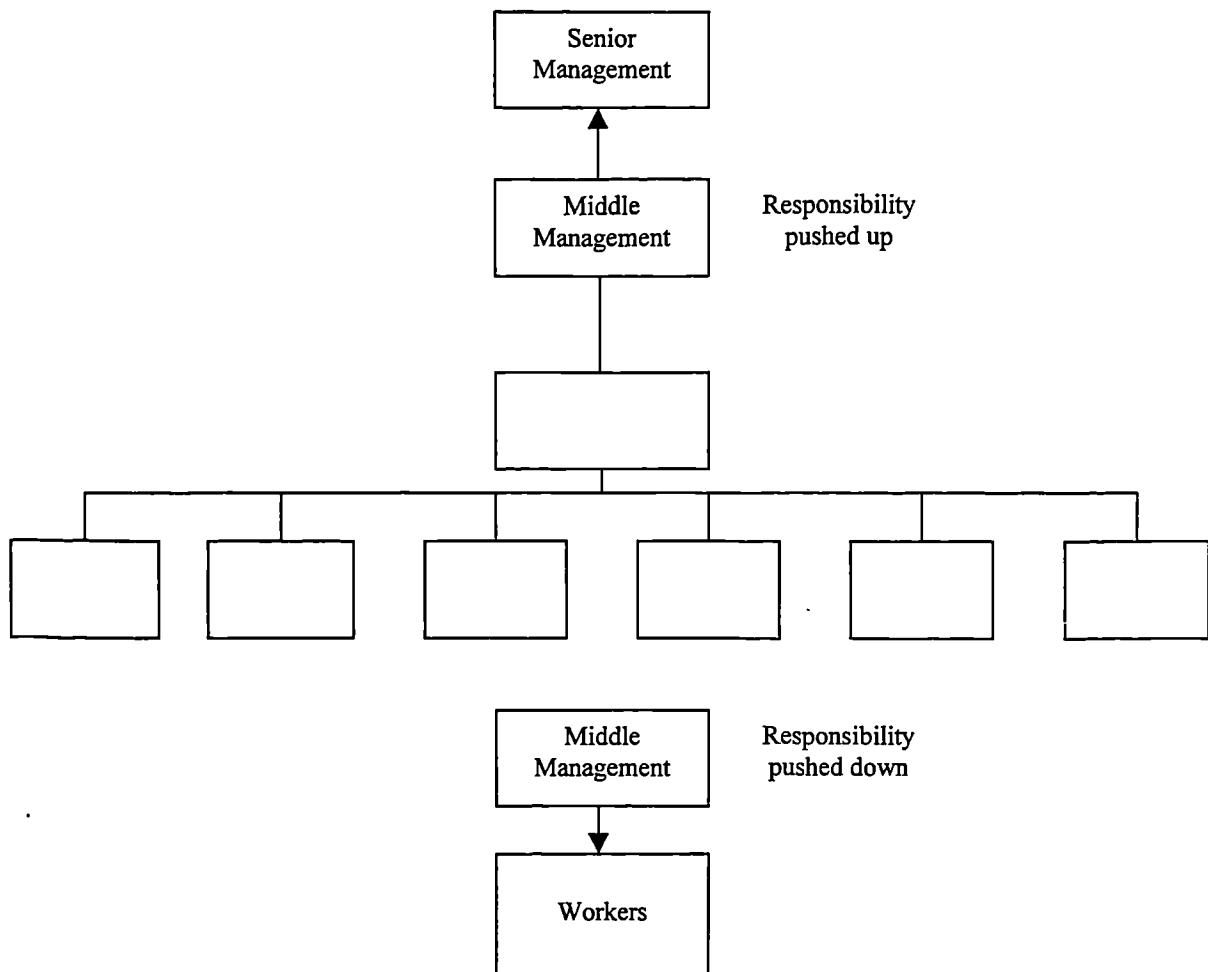 Senior
Management
Middle
Management
Responsibility
pushed up
Middle
Management
Responsibility
pushed down
Workers